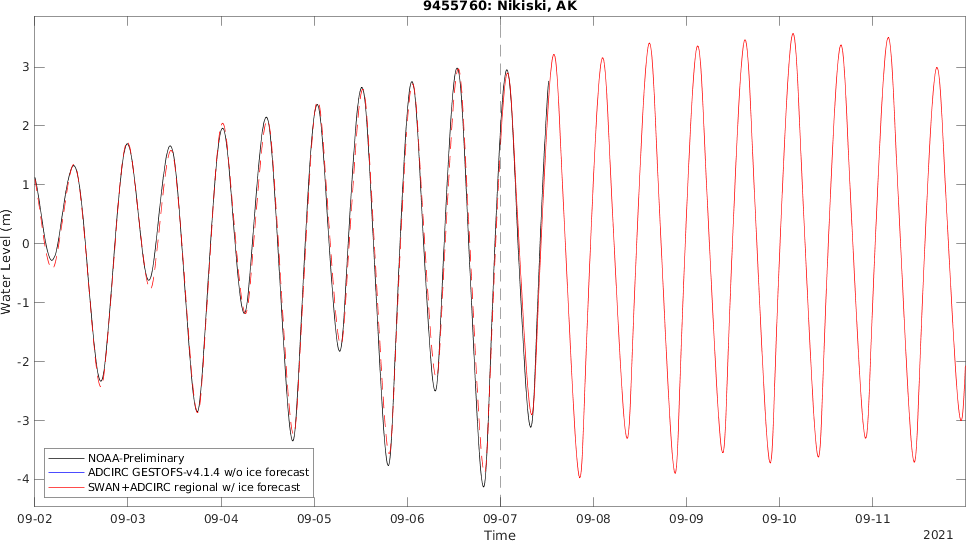 9455760: Nikiski, AK
Water Level (m)
3
2
1
0
-1
-2
-3
-4
NOAA-Preliminary
ADCIRC GESTOFS-v4.1.4 w/o ice forecast
SWAN+ADCIRC regional w/ ice forecast
09-02 09-03 09-04 09-05 09-06 09-07 09-08 09-09 09-10 09-11
Time
2021